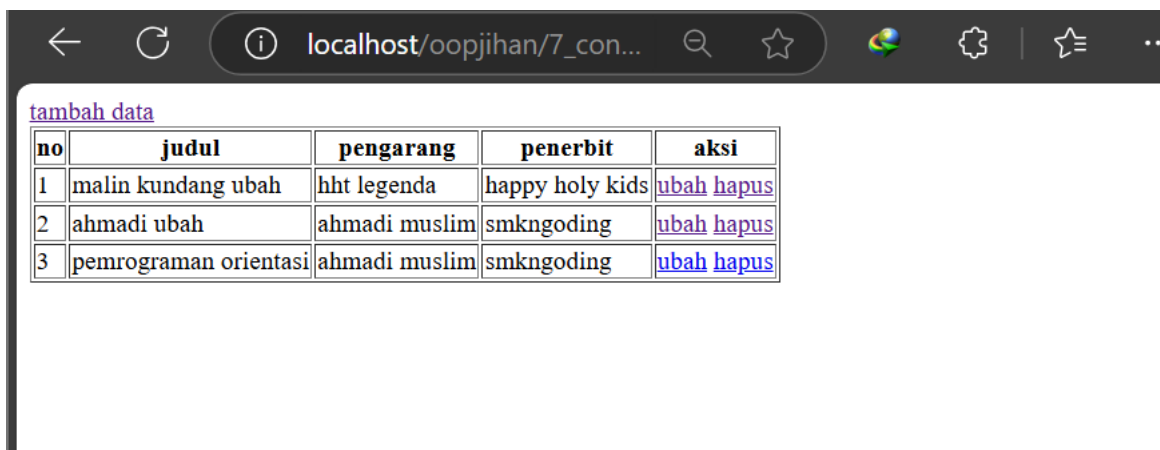 localhost/oopjihan/7_con...
tambah data
no judul pengarang penerbit aksi
1 malin kundang ubah hht legenda happy holy kids ubah hapus
2 ahmadi ubah ahmadi muslim smkngoding ubah hapus
3 pemrograman orientasi ahmadi muslim smkngoding ubah hapus